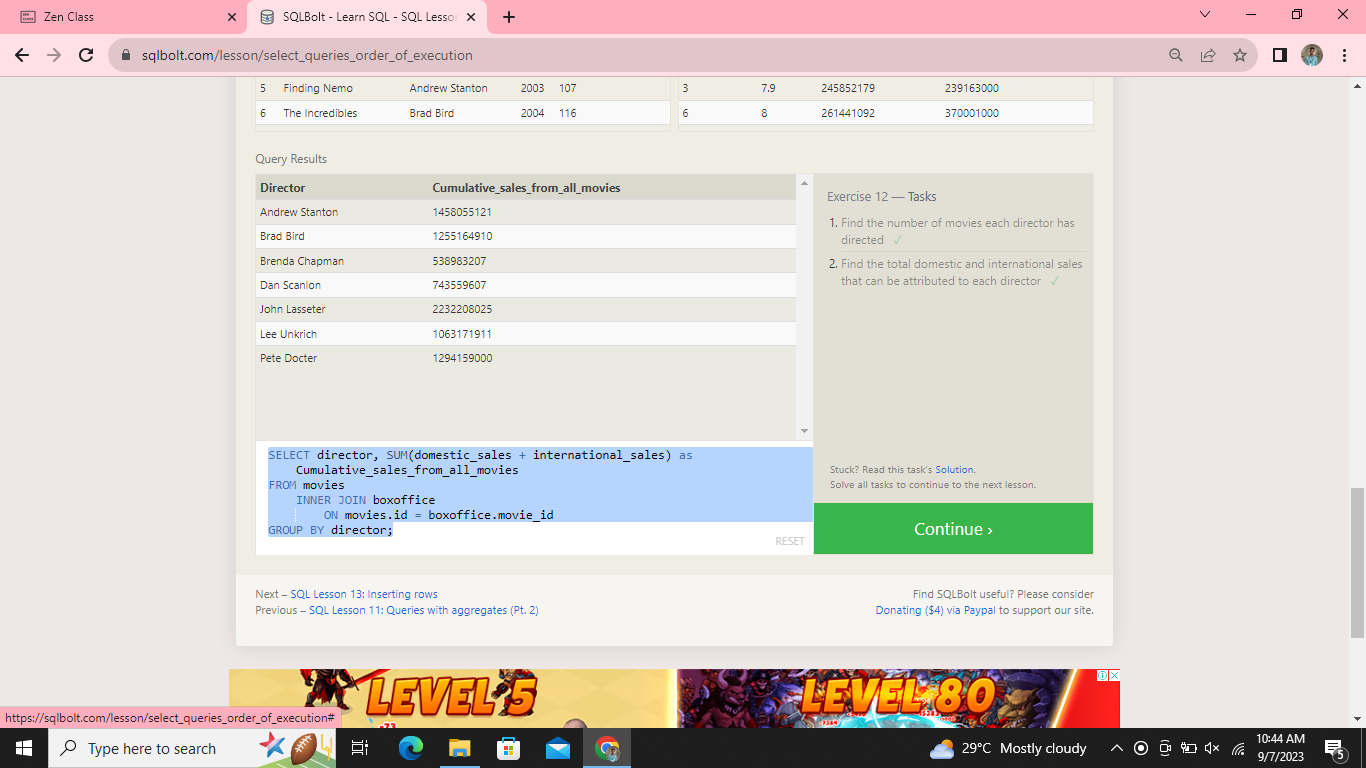 Zen Class
SQLBolt - Learn SQL - SQL Lesson
sqlbolt.com/lesson/select_queries_order_of_execution
5 Finding Nemo Andrew Stanton 2003 107
3 7.9 245852179 239163000
6 The Incredibles Brad Bird 2004 116
6 8 261441092 370001000
Query Results
Director Cumulative_sales_from_all_movies
Andrew Stanton 1458055121
Brad Bird 1255164910
Brenda Chapman 538983207
Dan Scanlon 743559607
John Lasseter 2232208025
Lee Unkrich 1063171911
Pete Docter 1294159000
Exercise 12 — Tasks
1. Find the number of movies each director has
directed ✓
2. Find the total domestic and international sales
that can be attributed to each director ✓
Stuck? Read this task's Solution.
Solve all tasks to continue to the next lesson.
Continue ›
SELECT director, SUM(domestic_sales + international_sales) as
Cumulative_sales_from_all_movies
FROM movies
INNER JOIN boxoffice
ON movies.id = boxoffice.movie_id
GROUP BY director;
RESET
Next – SQL Lesson 13: Inserting rows
Previous – SQL Lesson 11: Queries with aggregates (Pt. 2)
Find SQLBolt useful? Please consider
Donating ($4) via Paypal to support our site.
LEVEL 5
LEVEL 80
https://sqlbolt.com/lesson/select_queries_order_of_execution#
Type here to search
29°C Mostly cloudy
10:44 AM
9/7/2023
5